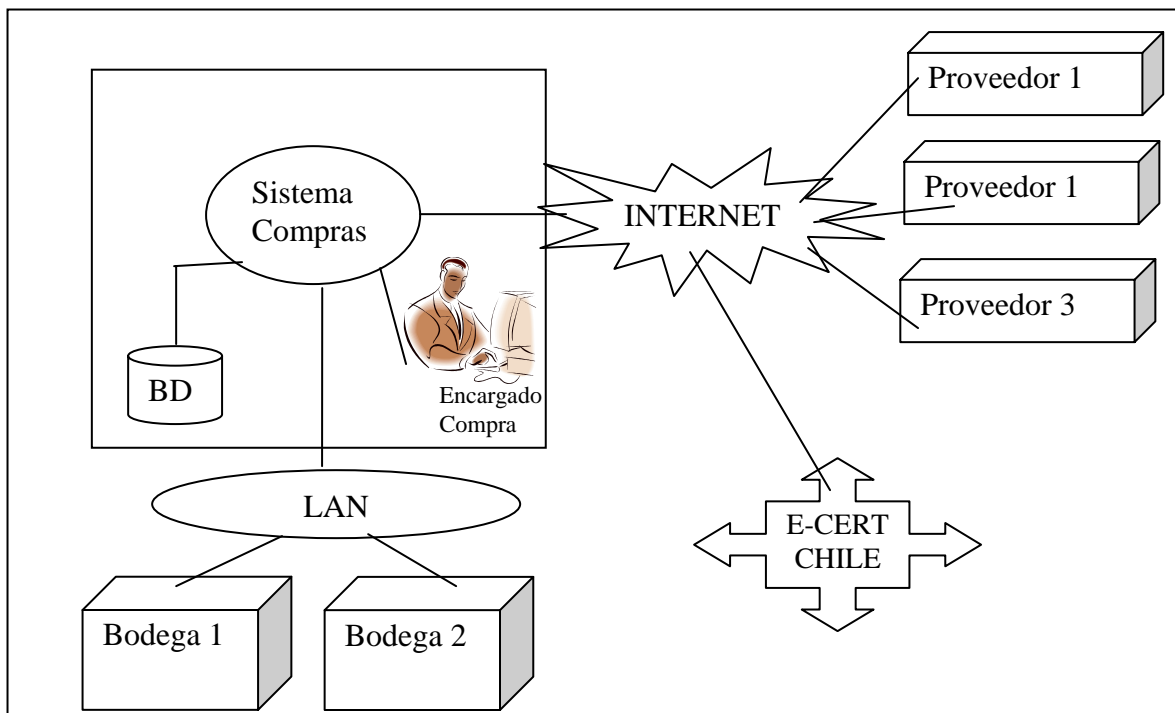 Proveedor 1
Sistema
Compras
INTERNET
Proveedor 1
Proveedor 3
BD
Encargado
Compra
LAN
E-CERT
CHILE
Bodega 1
Bodega 2